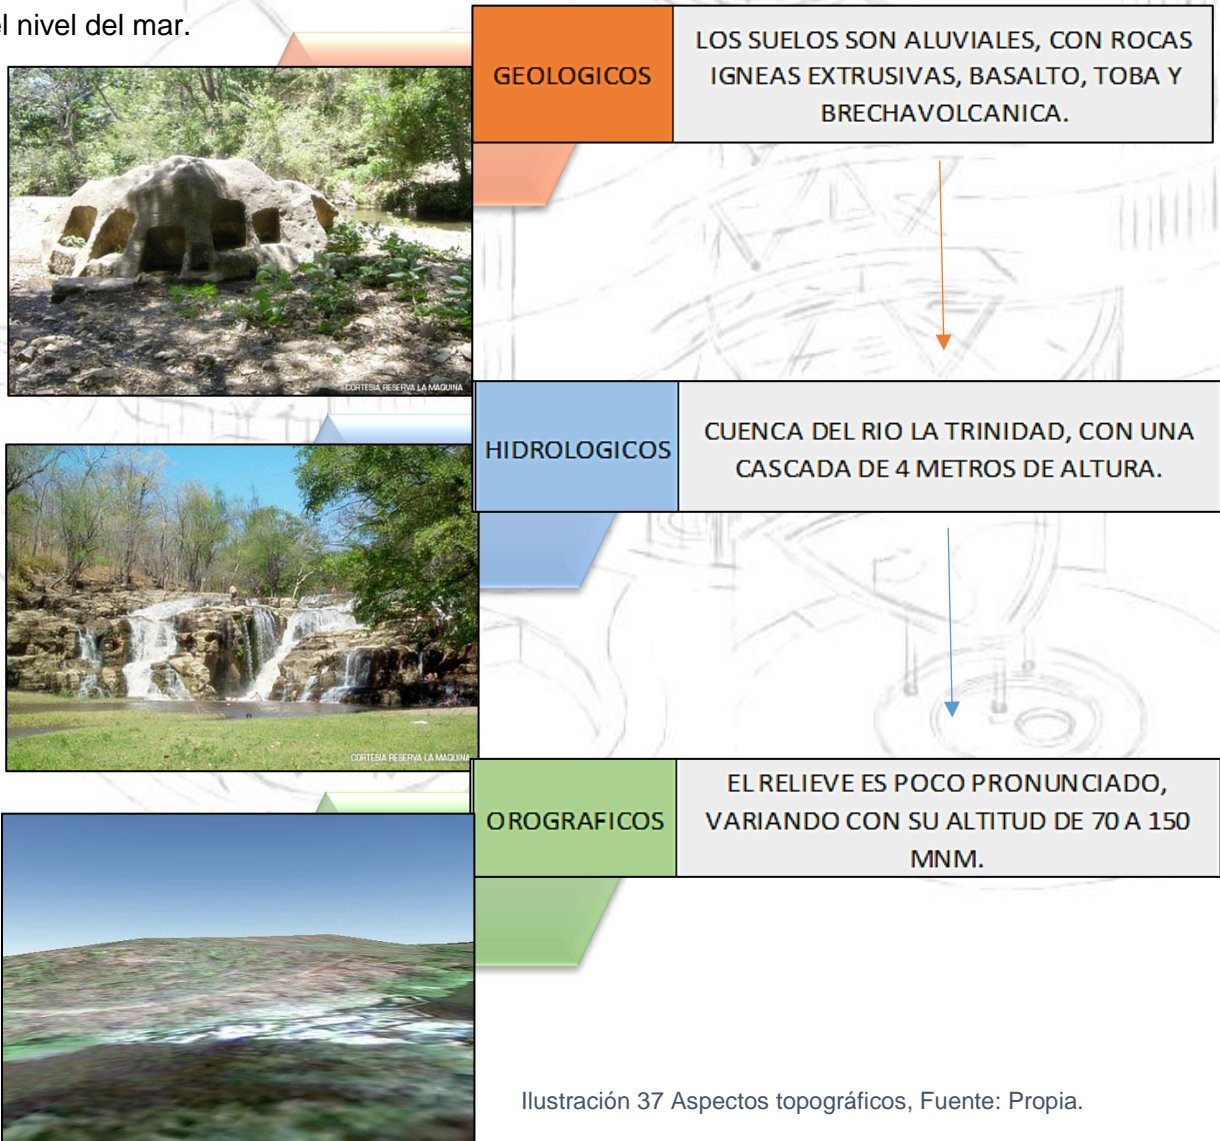 el nivel del mar.
GEOLOGICOS
LOS SUELOS SON ALUVIALES, CON ROCAS
IGNEAS EXTRUSIVAS, BASALTO, TOBA Y
BRECHAVOLCANICA.
CORTESIA RESERVA LA MAQUINA
HIDROLOGICOS
CUENCA DEL RIO LA TRINIDAD, CON UNA
CASCADA DE 4 METROS DE ALTURA.
CORTESIA RESERVA LA MAQUINA
OROGRAFICOS
EL RELIEVE ES POCO PRONUNCIADO,
VARIANDO CON SU ALTITUD DE 70 A 150
MNM.
Ilustración 37 Aspectos topográficos, Fuente: Propia.